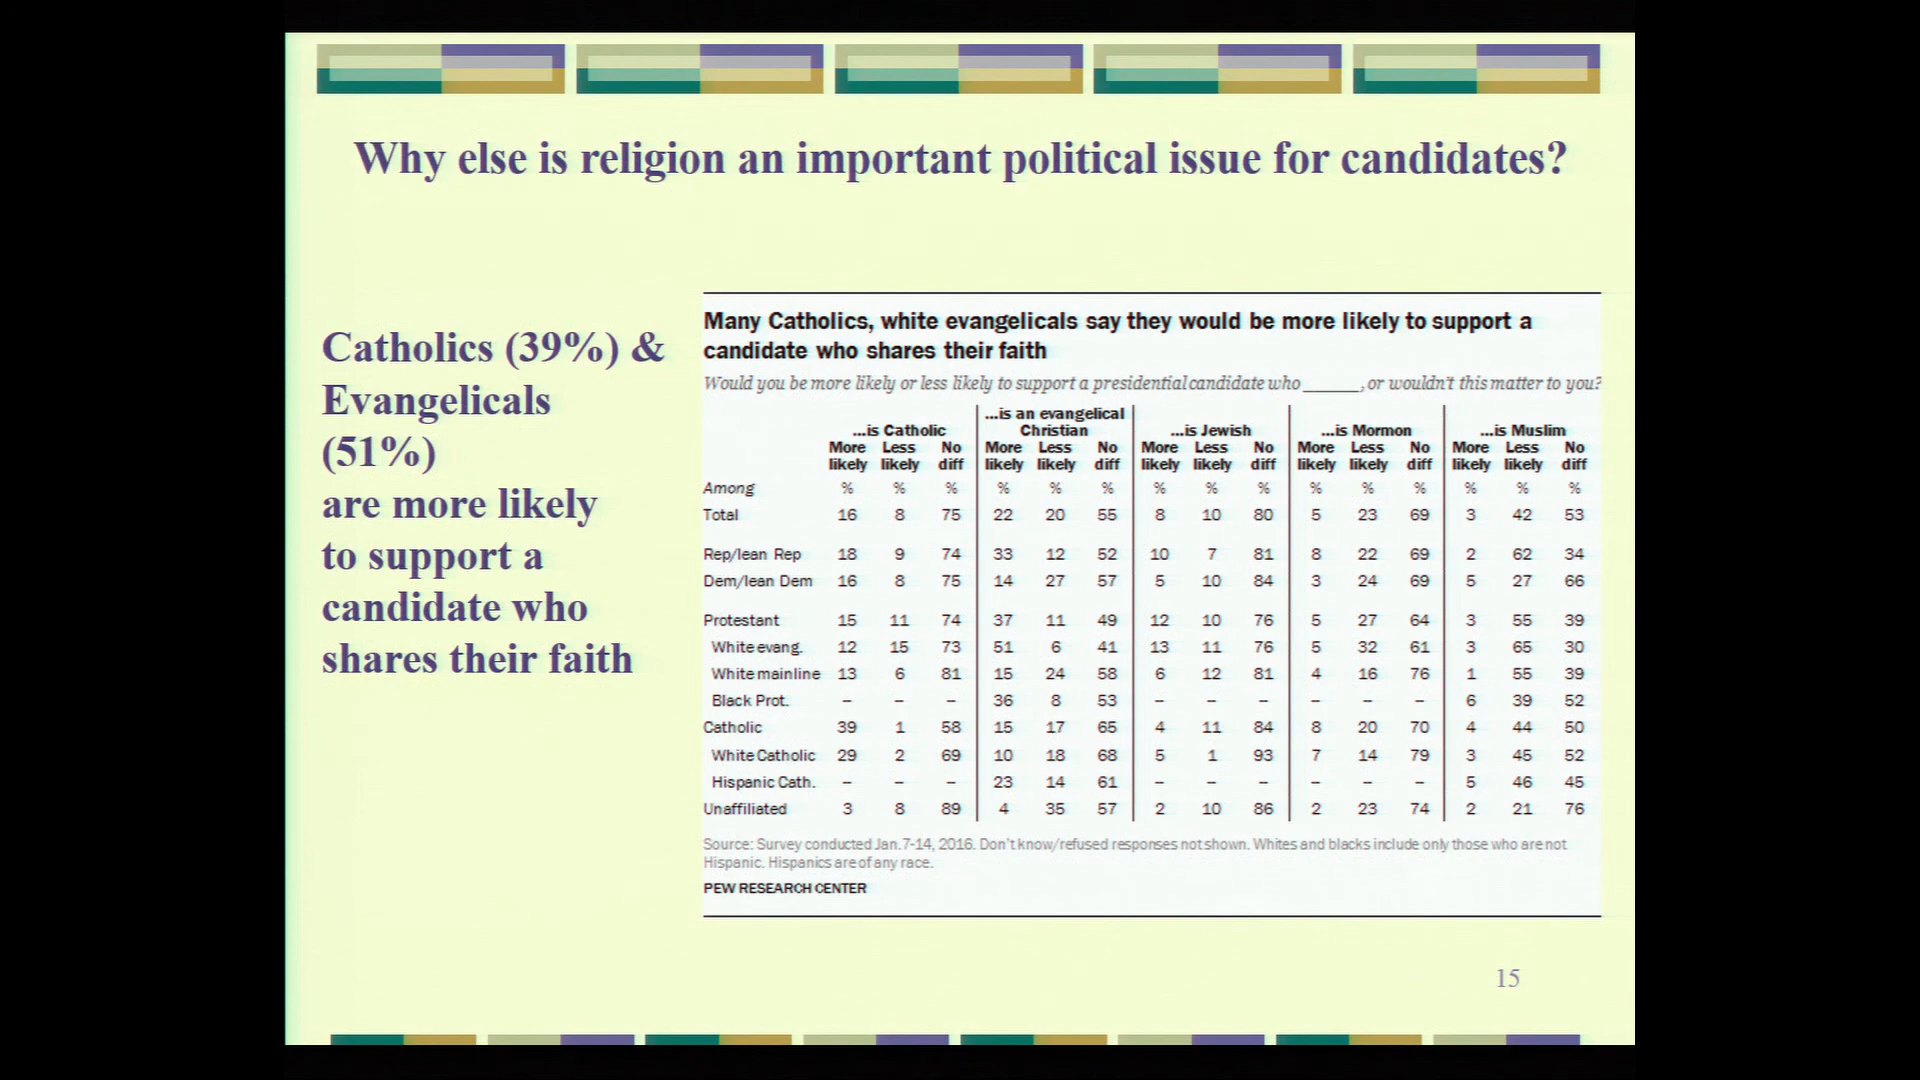 Why else is religion an important political issue for candidates?
Catholics (39%) &
Evangelicals
(51%)
are more likely
to support a
candidate who
shares their faith
Many Catholics, white evangelicals say they would be more likely to support a
candidate who shares their faith
Would you be more likely or less likely to support a presidential candidate who ______, or wouldn't this matter to you?
...is Catholic ...is an evangelical Christian ...is Jewish ...is Mormon ...is Muslim
More likely Less likely No diff More likely Less likely No diff More likely Less likely No diff More likely Less likely No diff More likely Less likely No diff
Among % % % % % % % % % % % % % % %
Total 16 8 75 22 20 55 8 10 80 5 23 69 3 42 53
Rep/lean Rep 18 9 74 33 12 52 10 7 81 8 22 69 2 62 34
Dem/lean Dem 16 8 75 14 27 57 5 10 84 3 24 69 5 27 66
Protestant 15 11 74 37 11 49 12 10 76 5 27 64 3 55 39
White evang. 12 15 73 51 6 41 13 11 76 5 32 61 3 65 30
White mainline 13 6 81 15 24 58 6 12 81 4 16 76 1 55 39
Black Prot. – – – 36 8 53 – – – – – – 6 39 52
Catholic 39 1 58 15 17 65 4 11 84 8 20 70 4 44 50
White Catholic 29 2 69 10 18 68 5 1 93 7 14 79 3 45 52
Hispanic Cath. – – – 23 14 61 – – – – – – 5 46 45
Unaffiliated 3 8 89 4 35 57 2 10 86 2 23 74 2 21 76
Source: Survey conducted Jan. 7-14, 2016. Don't know/refused responses not shown. Whites and blacks include only those who are not
Hispanic. Hispanics are of any race.
PEW RESEARCH CENTER
15